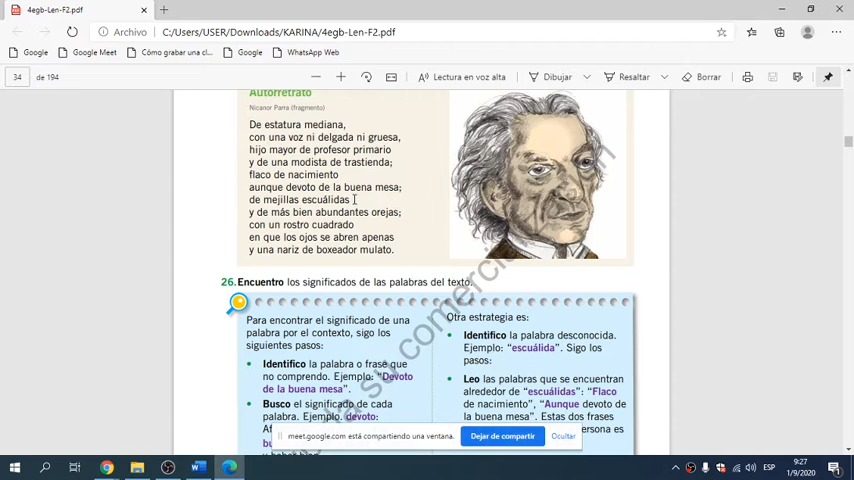 4egb-Len-F2.pdf
Archivo
C:/Users/USER/Downloads/KARINA/4egb-Len-F2.pdf
Google
Google Meet
Cómo grabar una cl...
Google
WhatsApp Web
34
de 194
Lectura en voz alta
Dibujar
Resaltar
Borrar
Autorretrato
Nicanor Parra (fragmento)
De estatura mediana,
con una voz ni delgada ni gruesa,
hijo mayor de profesor primario
y de una modista de trastienda;
flaco de nacimiento
aunque devoto de la buena mesa;
de mejillas escuálidas
y de más bien abundantes orejas;
con un rostro cuadrado
en que los ojos se abren apenas
y una nariz de boxeador mulato.
26. Encuentro los significados de las palabras del texto.
Para encontrar el significado de una
palabra por el contexto, sigo los
siguientes pasos:
• Identifico la palabra o frase que
no comprendo. Ejemplo: “Devoto
de la buena mesa”.
• Busco el significado de cada
palabra. Ejemplo. devoto:
Otra estrategia es:
• Identifico la palabra desconocida.
Ejemplo: “escuálida”. Sigo los
pasos:
• Leo las palabras que se encuentran
alrededor de “escuálidas”: “Flaco
de nacimiento”, “Aunque devoto de
la buena mesa”. Estas dos frases
ersona es
meet.google.com está compartiendo una ventana.
Dejar de compartir
Ocultar
la su comercia
ón
ESP
9:27
1/9/2020